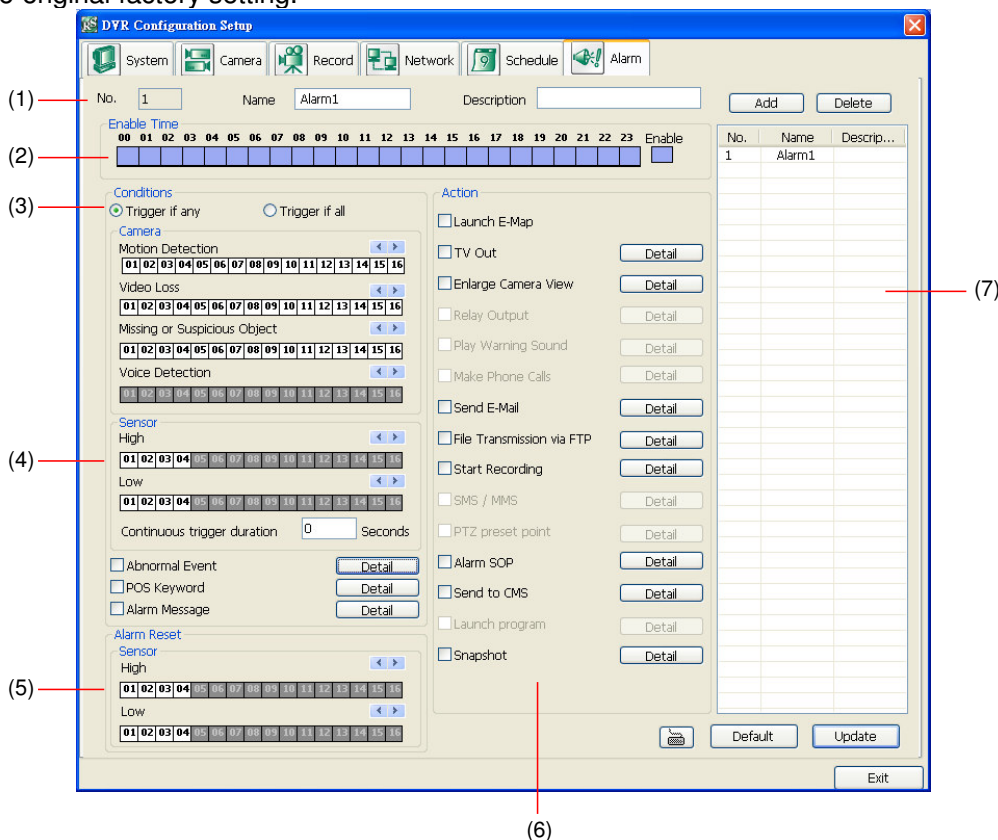 o original factory setting.
DVR Configuration Setup
System Camera Record Network Schedule Alarm
(1) No. 1 Name Alarm1 Description Add Delete
Enable Time
00 01 02 03 04 05 06 07 08 09 10 11 12 13 14 15 16 17 18 19 20 21 22 23 Enable
(2)
No. Name Descrip...
1 Alarm1
Conditions
(3) Trigger if any Trigger if all
Camera
Motion Detection
01 02 03 04 05 06 07 08 09 10 11 12 13 14 15 16
Video Loss
01 02 03 04 05 06 07 08 09 10 11 12 13 14 15 16
Missing or Suspicious Object
01 02 03 04 05 06 07 08 09 10 11 12 13 14 15 16
Voice Detection
01 02 03 04 05 06 07 08 09 10 11 12 13 14 15 16
Sensor
High
(4) 01 02 03 04 05 06 07 08 09 10 11 12 13 14 15 16
Low
01 02 03 04 05 06 07 08 09 10 11 12 13 14 15 16
Continuous trigger duration 0 Seconds
Abnormal Event Detail
POS Keyword Detail
Alarm Message Detail
Alarm Reset
Sensor
High
(5) 01 02 03 04 05 06 07 08 09 10 11 12 13 14 15 16
Low
01 02 03 04 05 06 07 08 09 10 11 12 13 14 15 16
Action
Launch E-Map
TV Out Detail
Enlarge Camera View Detail
Relay Output Detail
Play Warning Sound Detail
Make Phone Calls Detail
Send E-Mail Detail
File Transmission via FTP Detail
Start Recording Detail
SMS / MMS Detail
PTZ preset point Detail
Alarm SOP Detail
Send to CMS Detail
Launch program Detail
Snapshot Detail
(7)
Default Update
Exit
(6)